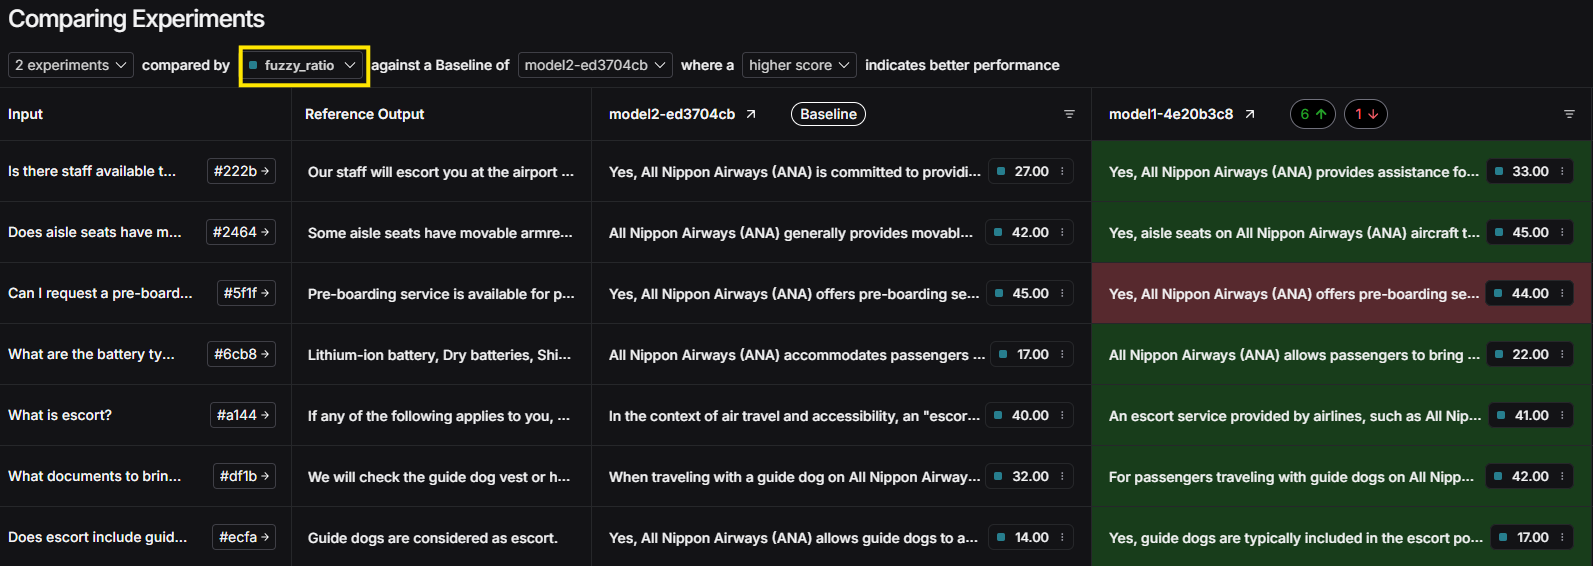 Comparing Experiments
2 experiments compared by fuzzy_ratio against a Baseline of model2-ed3704cb where a higher score indicates better performance
Input Reference Output model2-ed3704cb Baseline model1-4e20b3c8 6 ↑ 1 ↓
Is there staff available t... #222b → Our staff will escort you at the airport ... Yes, All Nippon Airways (ANA) is committed to providi... 27.00 Yes, All Nippon Airways (ANA) provides assistance fo... 33.00
Does aisle seats have m... #2464 → Some aisle seats have movable armre... All Nippon Airways (ANA) generally provides movabl... 42.00 Yes, aisle seats on All Nippon Airways (ANA) aircraft t... 45.00
Can I request a pre-board... #5f1f → Pre-boarding service is available for p... Yes, All Nippon Airways (ANA) offers pre-boarding se... 45.00 Yes, All Nippon Airways (ANA) offers pre-boarding se... 44.00
What are the battery ty... #6cb8 → Lithium-ion battery, Dry batteries, Shi... All Nippon Airways (ANA) accommodates passengers ... 17.00 All Nippon Airways (ANA) allows passengers to bring ... 22.00
What is escort? #a144 → If any of the following applies to you, ... In the context of air travel and accessibility, an "escor... 40.00 An escort service provided by airlines, such as All Nip... 41.00
What documents to brin... #df1b → We will check the guide dog vest or h... When traveling with a guide dog on All Nippon Airway... 32.00 For passengers traveling with guide dogs on All Nipp... 42.00
Does escort include guid... #ecfa → Guide dogs are considered as escort. Yes, All Nippon Airways (ANA) allows guide dogs to a... 14.00 Yes, guide dogs are typically included in the escort po... 17.00